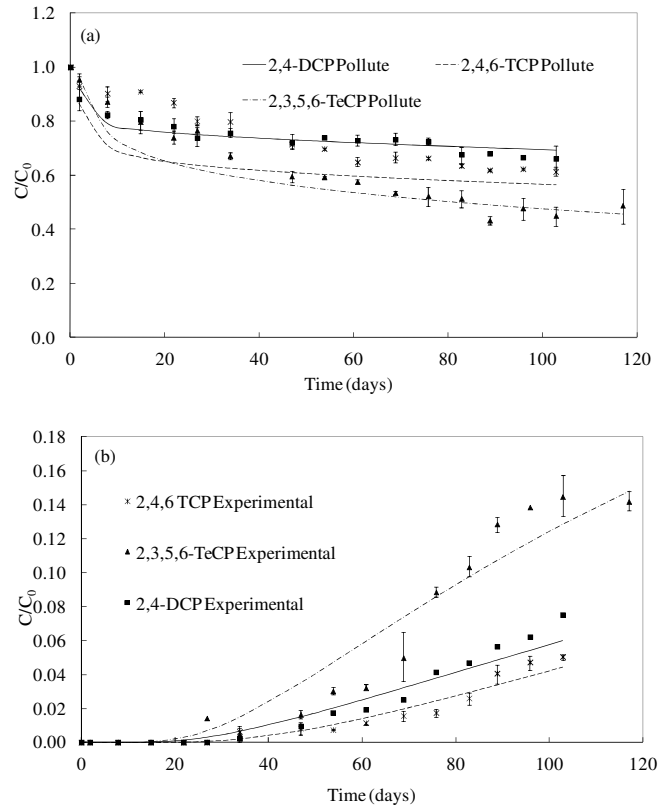 (a)
2,4-DCP Pollute
2,4,6-TCP Pollute
2,3,5,6-TeCP Pollute
1.2
1.0
0.8
0.6
0.4
0.2
0.0
C/C0
0 20 40 60 80 100 120
Time (days)
(b)
2,4,6 TCP Experimental
2,3,5,6-TeCP Experimental
2,4-DCP Experimental
0.18
0.16
0.14
0.12
0.10
0.08
0.06
0.04
0.02
0.00
C/C0
0 20 40 60 80 100 120
Time (days)